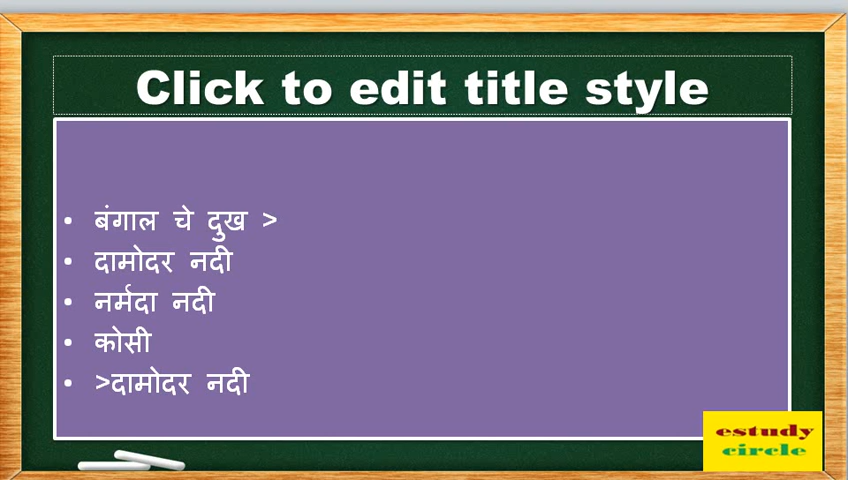 Click to edit title style
• बंगाल चे दुख >
• दामोदर नदी
• नर्मदा नदी
• कोसी
• >दामोदर नदी
estudy
circle